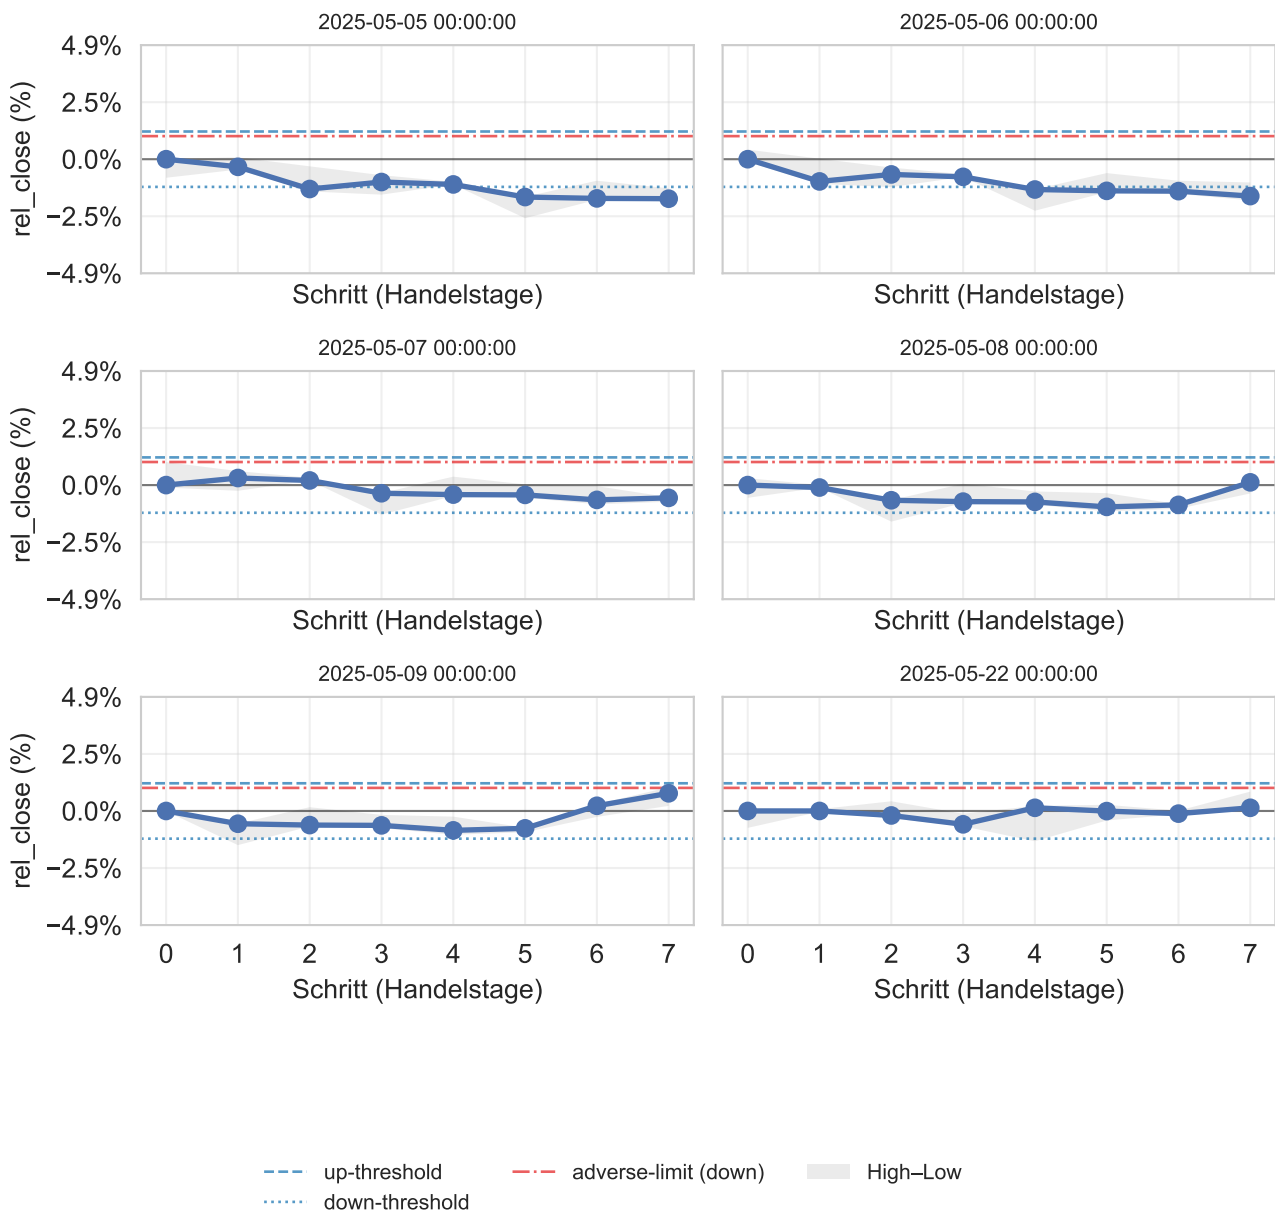 2025-05-05 00:00:00
2025-05-06 00:00:00
rel_close (%)
4.9%
2.5%
0.0%
−2.5%
−4.9%
Schritt (Handelstage)
Schritt (Handelstage)
2025-05-07 00:00:00
2025-05-08 00:00:00
rel_close (%)
4.9%
2.5%
0.0%
−2.5%
−4.9%
Schritt (Handelstage)
Schritt (Handelstage)
2025-05-09 00:00:00
2025-05-22 00:00:00
rel_close (%)
4.9%
2.5%
0.0%
−2.5%
−4.9%
0 1 2 3 4 5 6 7
0 1 2 3 4 5 6 7
Schritt (Handelstage)
Schritt (Handelstage)
up-threshold
down-threshold
adverse-limit (down)
High–Low